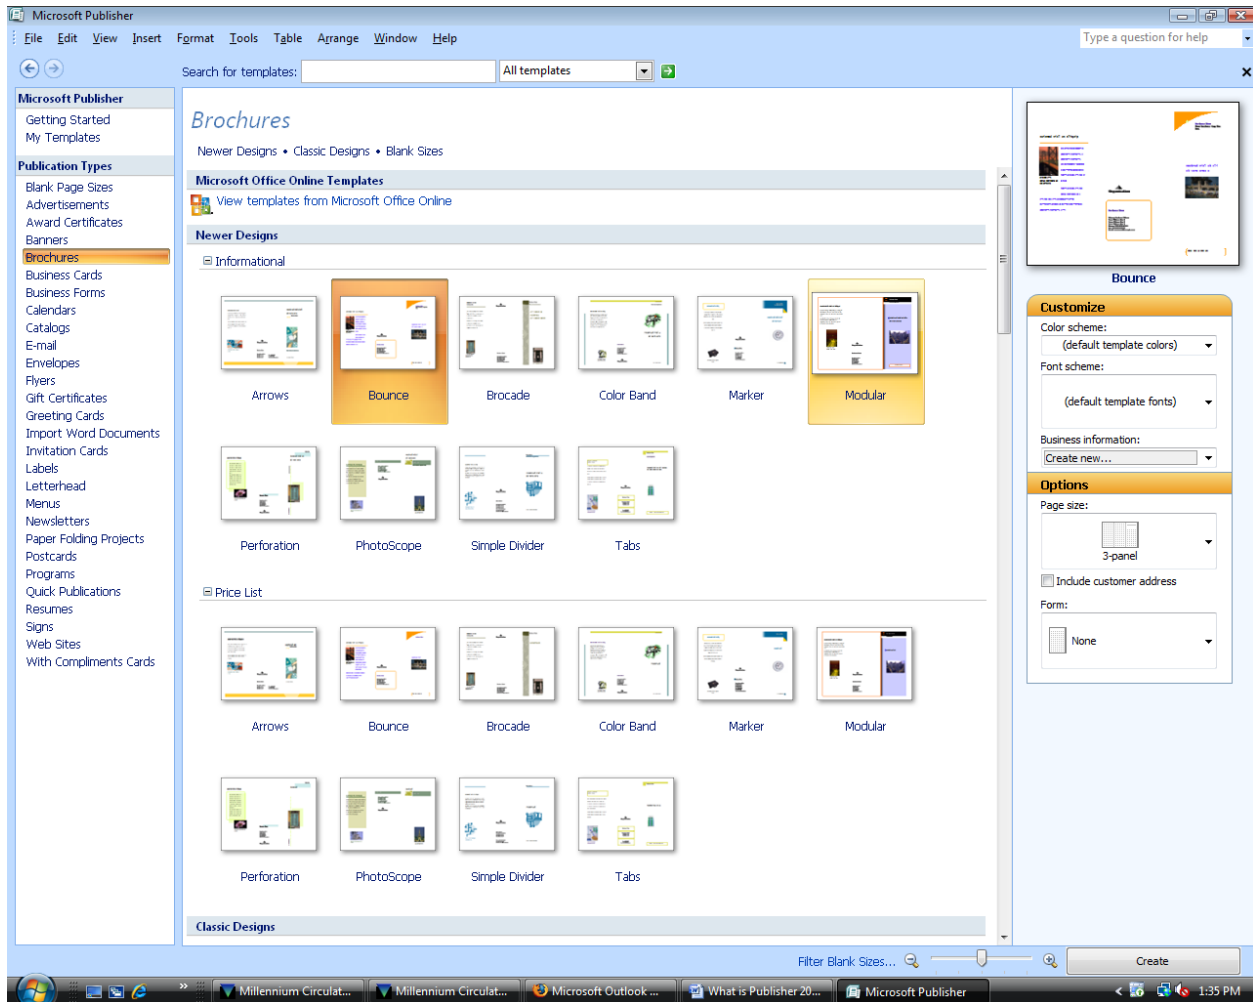 Microsoft Publisher
File Edit View Insert Format Tools Table Arrange Window Help
Type a question for help
Search for templates:
All templates
Microsoft Publisher
Getting Started
My Templates
Publication Types
Blank Page Sizes
Advertisements
Award Certificates
Banners
Brochures
Business Cards
Business Forms
Calendars
Catalogs
E-mail
Envelopes
Flyers
Gift Certificates
Greeting Cards
Import Word Documents
Invitation Cards
Labels
Letterhead
Menus
Newsletters
Paper Folding Projects
Postcards
Programs
Quick Publications
Resumes
Signs
Web Sites
With Compliments Cards
Brochures
Newer Designs • Classic Designs • Blank Sizes
Microsoft Office Online Templates
View templates from Microsoft Office Online
Newer Designs
Informational
Arrows Bounce Brocade Color Band Marker Modular
Perforation PhotoScope Simple Divider Tabs
Price List
Arrows Bounce Brocade Color Band Marker Modular
Perforation PhotoScope Simple Divider Tabs
Classic Designs
Bounce
Customize
Color scheme:
(default template colors)
Font scheme:
(default template fonts)
Business information:
Create new...
Options
Page size:
3-panel
Include customer address
Form:
None
Filter Blank Sizes...
Create
Millennium Circulat... Millennium Circulat... Microsoft Outlook ... What is Publisher 20... Microsoft Publisher 1:35 PM